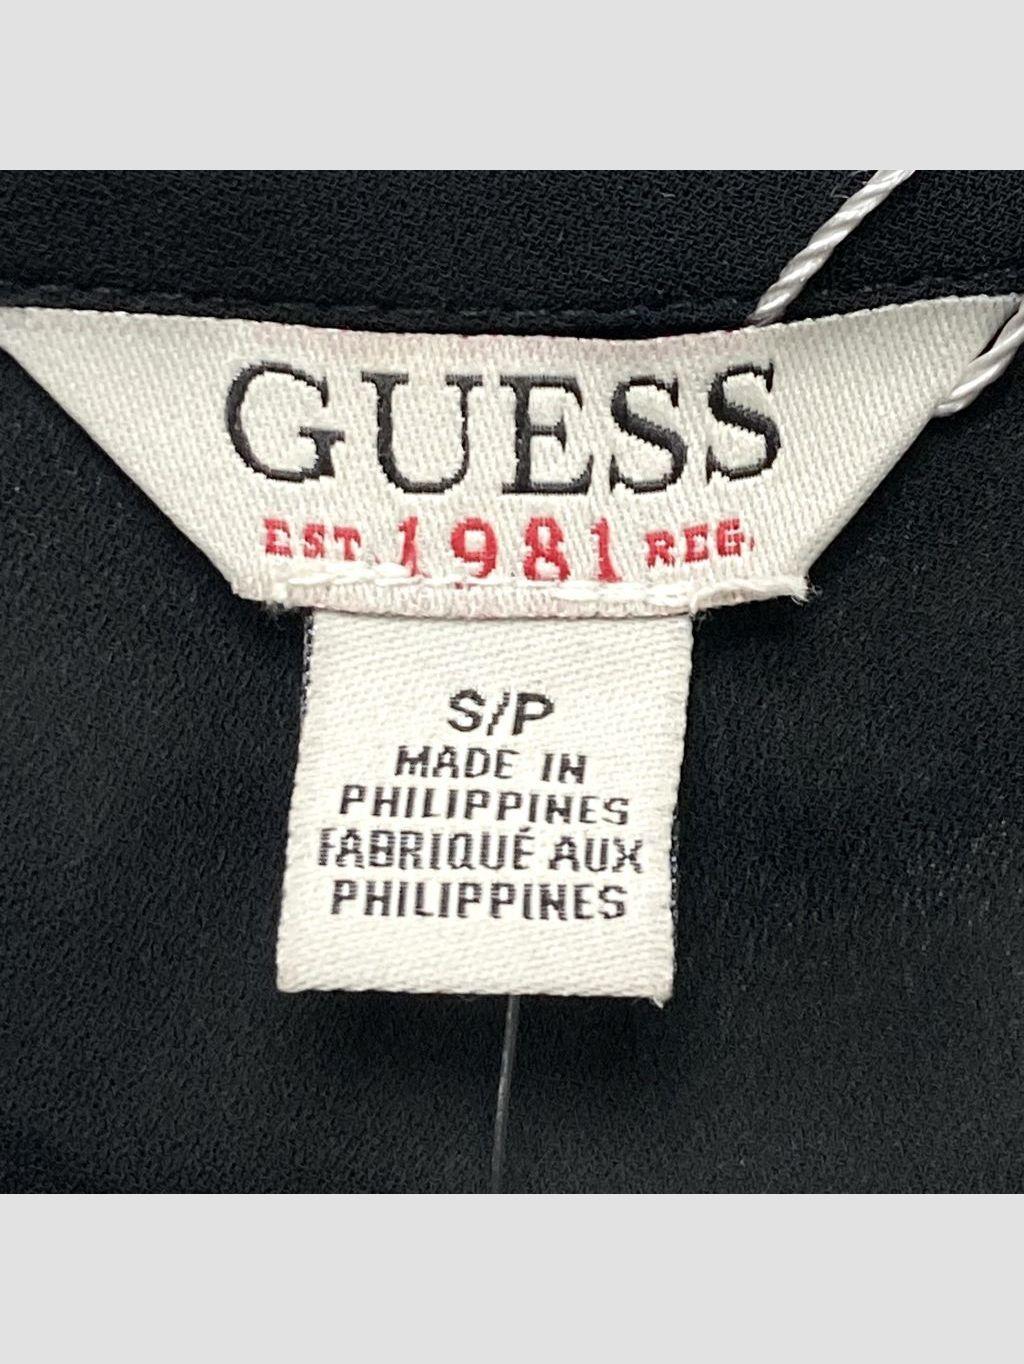 GUESS
EST. 1981 REG.
S/P
MADE IN
PHILIPPINES
FABRIQUÉ AUX
PHILIPPINES